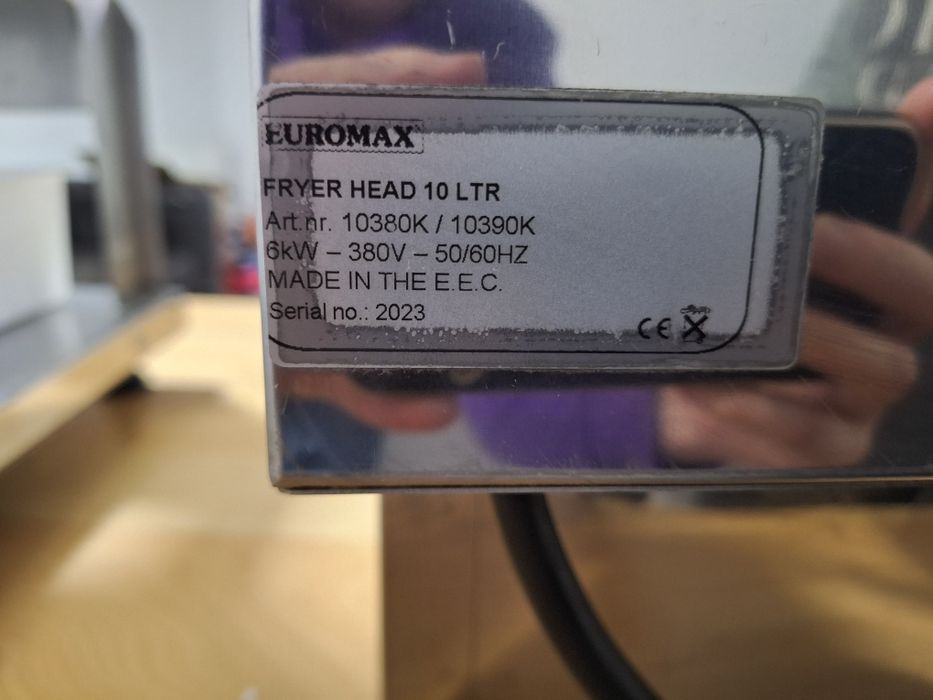 EUROMAX
FRYER HEAD 10 LTR
Art.nr. 10380K / 10390K
6kW – 380V – 50/60HZ
MADE IN THE E.E.C.
Serial no.: 2023
CE